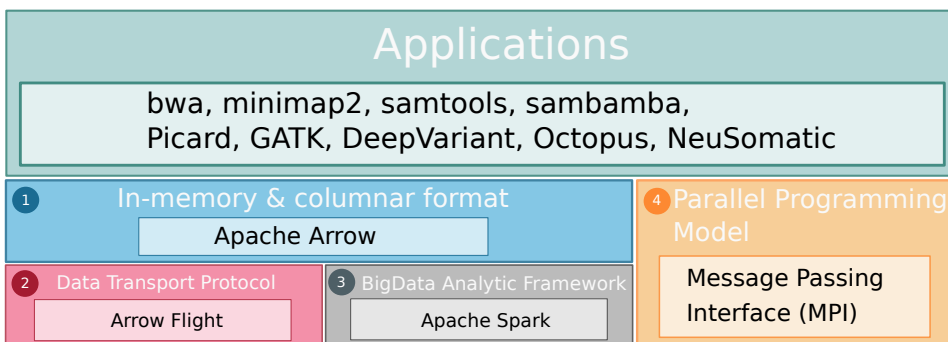 Applications
bwa, minimap2, samtools, sambamba,
Picard, GATK, DeepVariant, Octopus, NeuSomatic
1
In-memory & columnar format
Apache Arrow
2
Data Transport Protocol
Arrow Flight
3
BigData Analytic Framework
Apache Spark
4
Parallel Programming
Model
Message Passing
Interface (MPI)